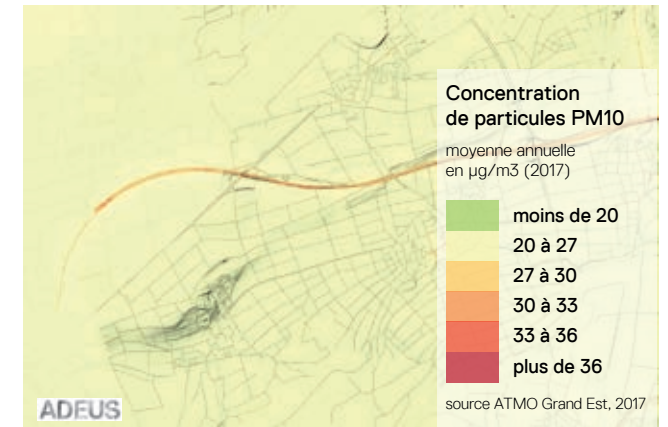 Concentration
de particules PM10
moyenne annuelle
en µg/m3 (2017)
moins de 20
20 à 27
27 à 30
30 à 33
33 à 36
plus de 36
source ATMO Grand Est, 2017
ADEUS